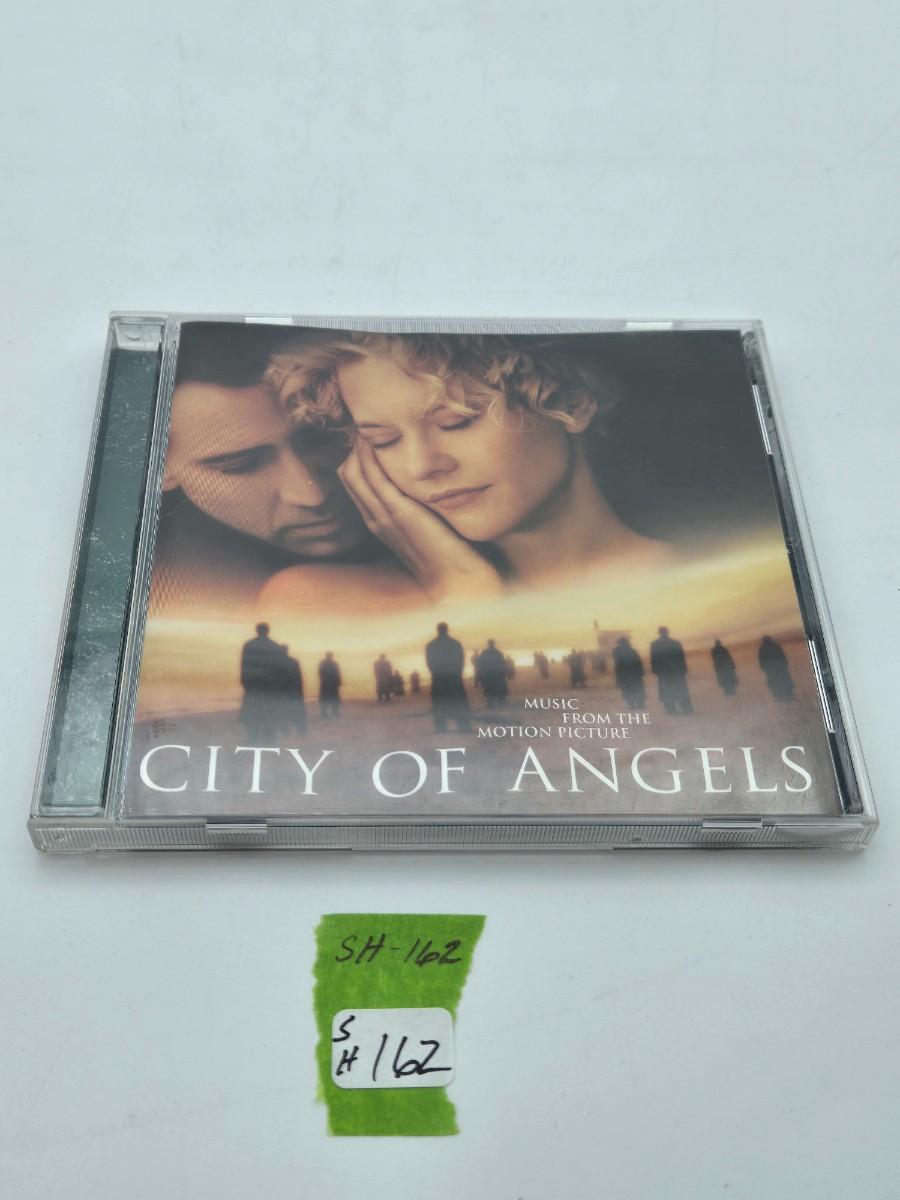 MUSIC
FROM THE
MOTION PICTURE
CITY OF ANGELS
SH-162
S
H 162